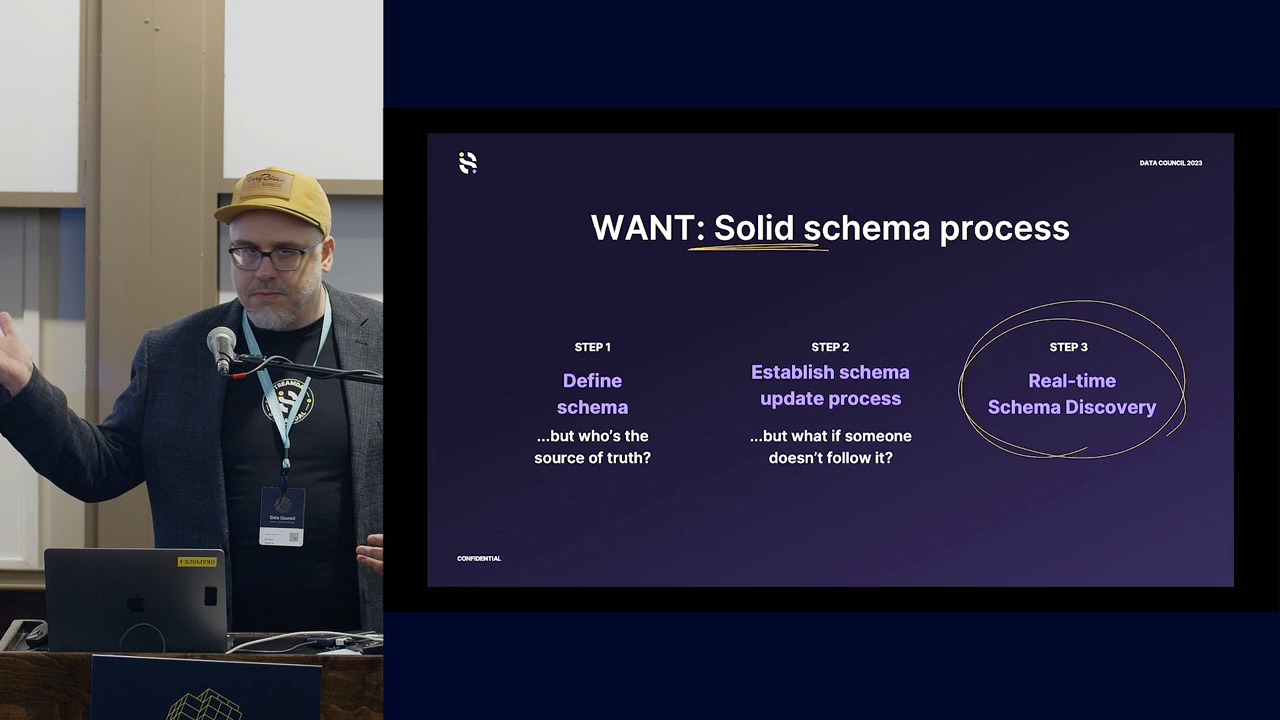 DATA COUNCIL 2023
WANT: Solid schema process
STEP 1
Define
schema
...but who's the
source of truth?
STEP 2
Establish schema
update process
...but what if someone
doesn't follow it?
STEP 3
Real-time
Schema Discovery
CONFIDENTIAL
Data Council
GRAPHICS 4